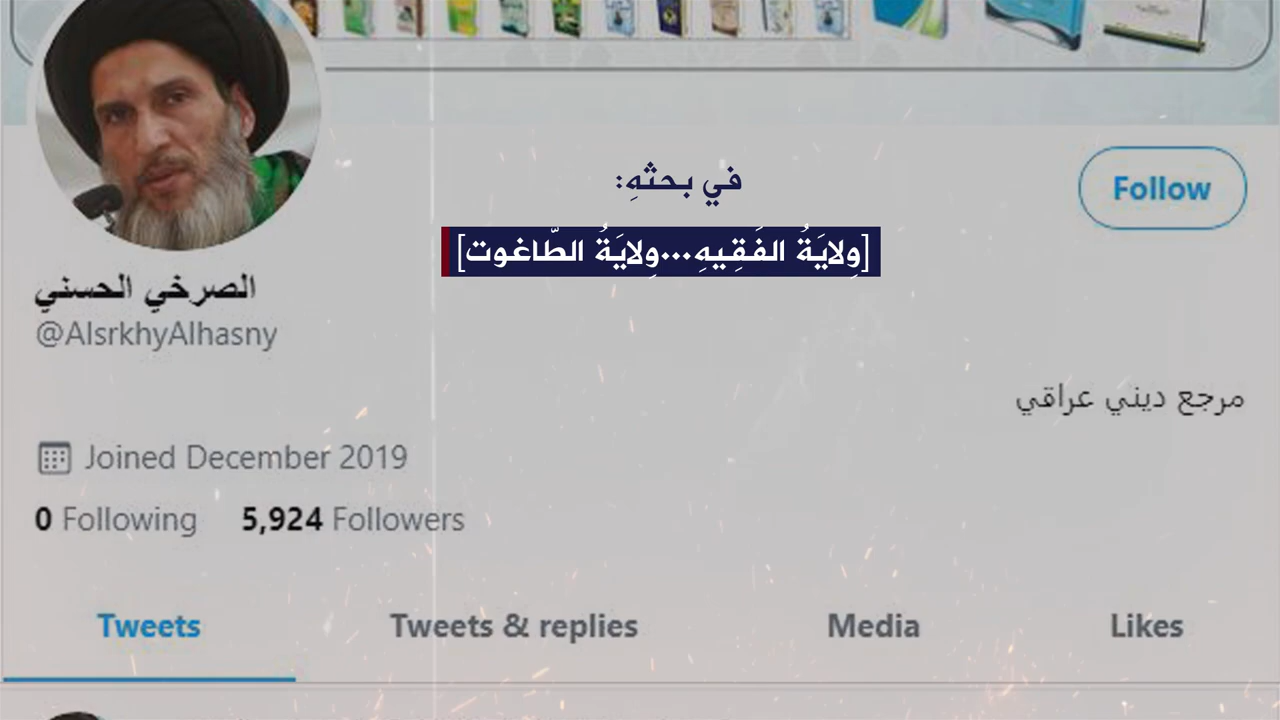 في بحثهِ:
[وِلايَةُ الفَقِيهِ...وِلايَةُ الطّاغوت]
Follow
الصرخي الحسني
@AlsrkhyAlhasny
مرجع ديني عراقي
Joined December 2019
0 Following 5,924 Followers
Tweets Tweets & replies Media Likes